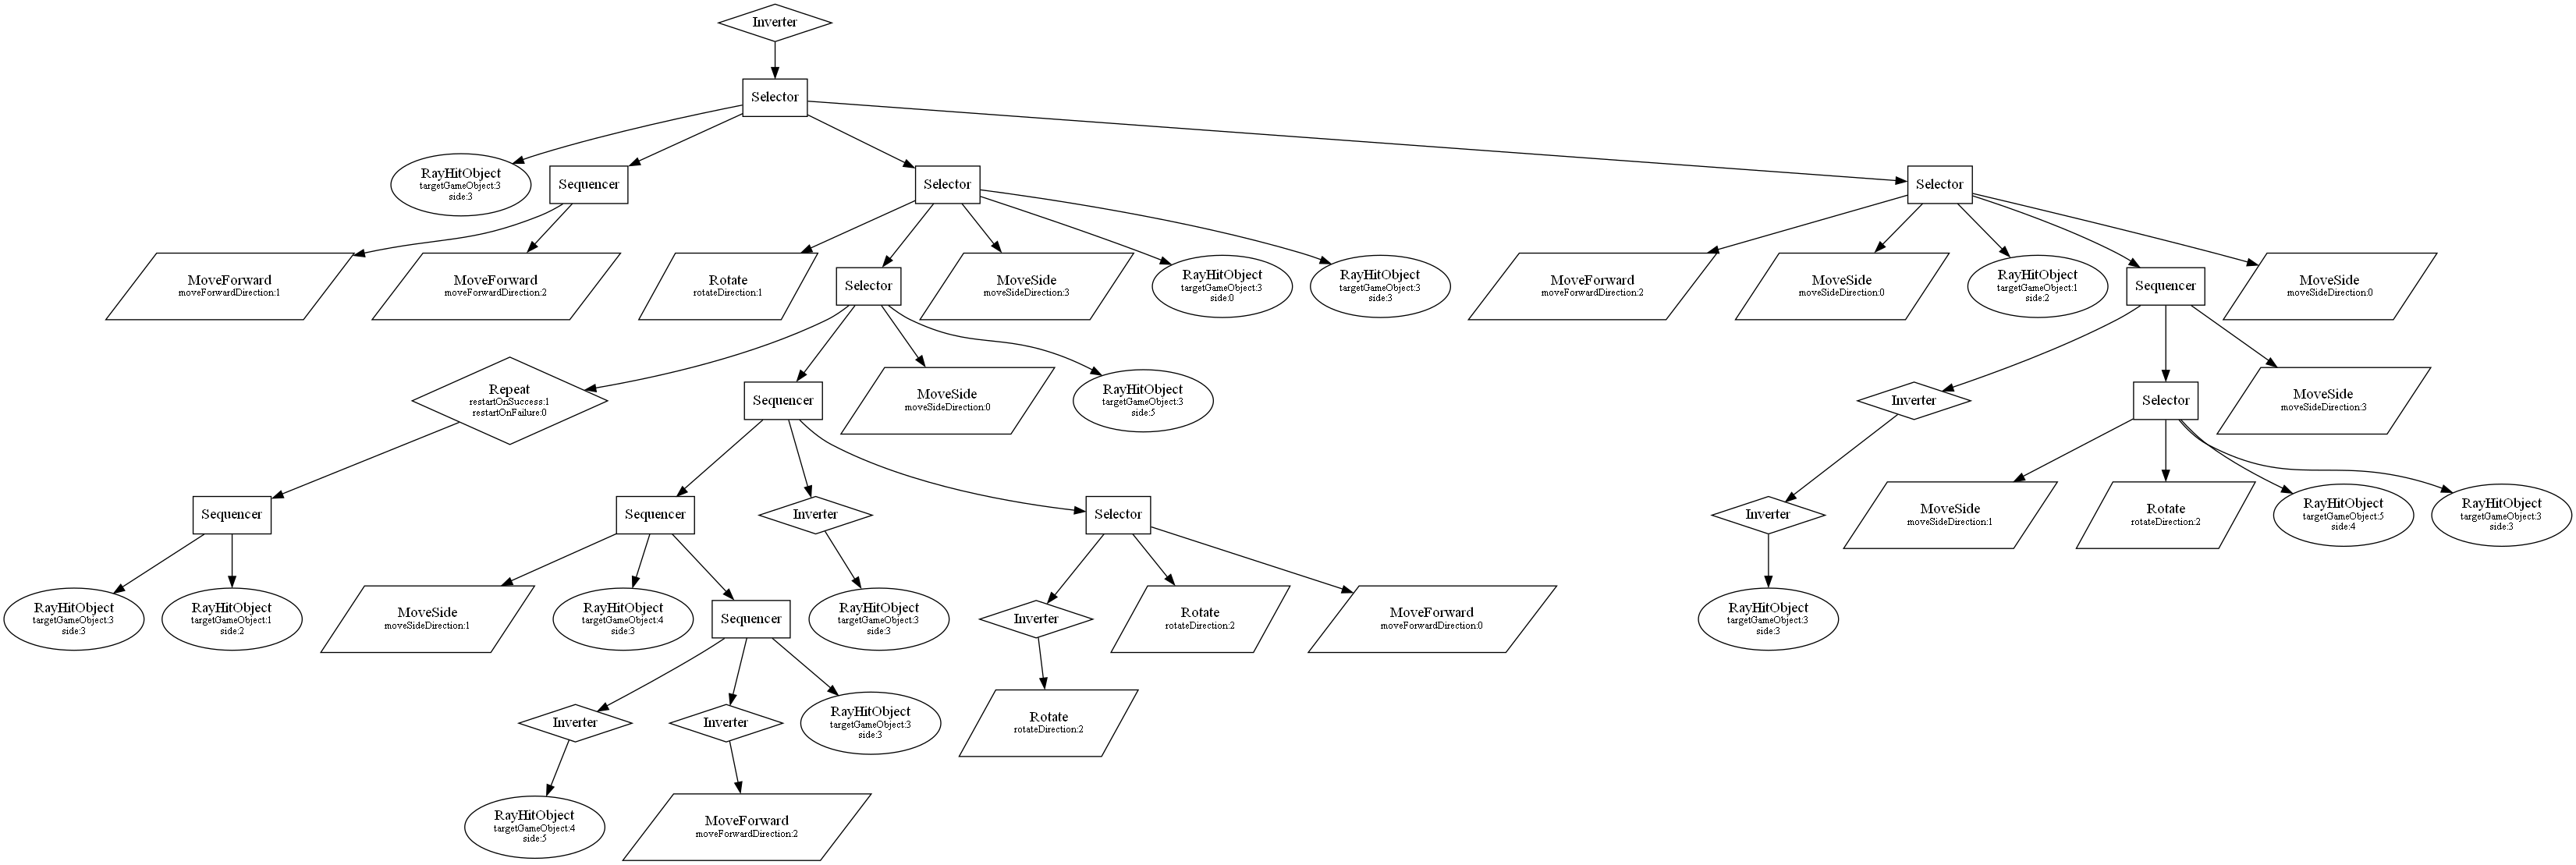 Inverter
Selector
RayHitObject
targetGameObject:3
side:3
Sequencer
Selector
Selector
MoveForward
moveForwardDirection:1
MoveForward
moveForwardDirection:2
Rotate
rotateDirection:1
Selector
MoveSide
moveSideDirection:3
RayHitObject
targetGameObject:3
side:0
RayHitObject
targetGameObject:3
side:3
MoveForward
moveForwardDirection:2
MoveSide
moveSideDirection:0
RayHitObject
targetGameObject:1
side:2
Sequencer
MoveSide
moveSideDirection:0
Repeat
restartOnSuccess:1
restartOnFailure:0
Sequencer
MoveSide
moveSideDirection:0
RayHitObject
targetGameObject:3
side:5
Inverter
Selector
MoveSide
moveSideDirection:3
Sequencer
Sequencer
Inverter
Selector
Inverter
MoveSide
moveSideDirection:1
Rotate
rotateDirection:2
RayHitObject
targetGameObject:5
side:4
RayHitObject
targetGameObject:3
side:3
RayHitObject
targetGameObject:3
side:3
RayHitObject
targetGameObject:1
side:2
MoveSide
moveSideDirection:1
RayHitObject
targetGameObject:4
side:3
Sequencer
RayHitObject
targetGameObject:3
side:3
Inverter
Rotate
rotateDirection:2
MoveForward
moveForwardDirection:0
RayHitObject
targetGameObject:3
side:3
Inverter
Inverter
RayHitObject
targetGameObject:3
side:3
Rotate
rotateDirection:2
RayHitObject
targetGameObject:4
side:5
MoveForward
moveForwardDirection:2